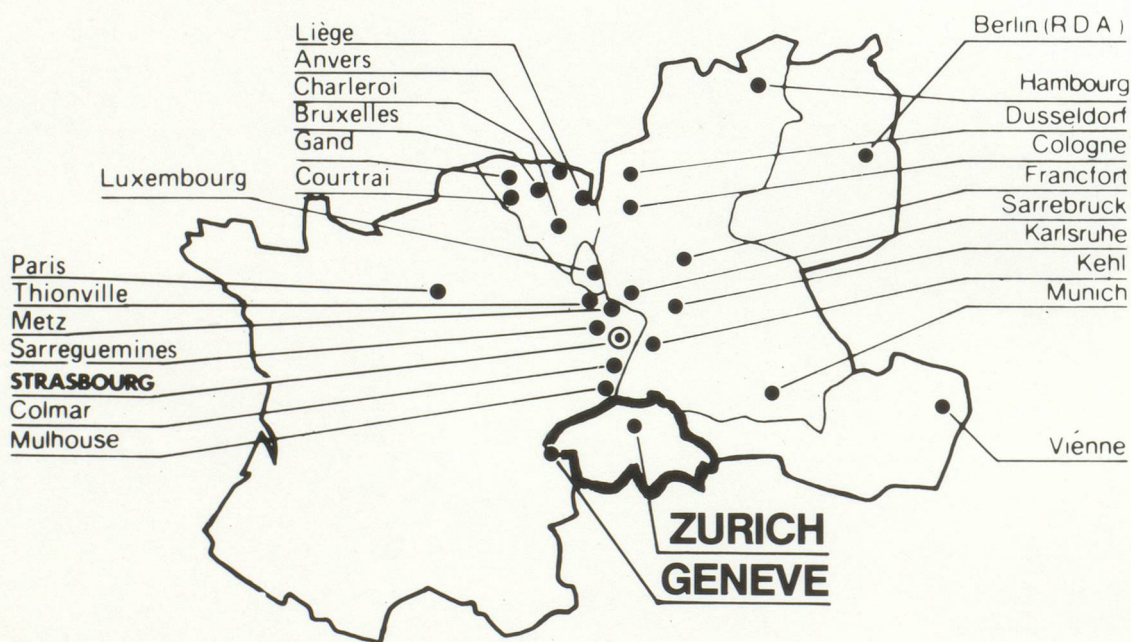 Liège
Anvers
Charleroi
Bruxelles
Gand
Courtrai
Luxembourg
Paris
Thionville
Metz
Sarreguemines
STRASBOURG
Colmar
Mulhouse
Berlin (R D A)
Hambourg
Dusseldorf
Cologne
Francfort
Sarrebruck
Karlsruhe
Kehl
Munich
Viénne
ZURICH
GENEVE